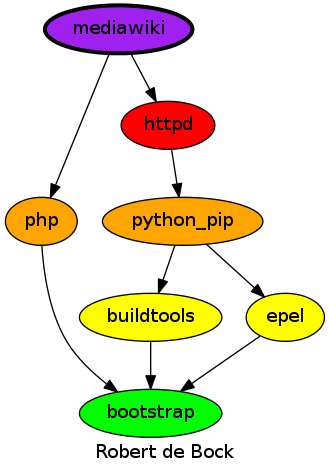 mediawiki
httpd
php
python_pip
buildtools
epel
bootstrap
Robert de Bock